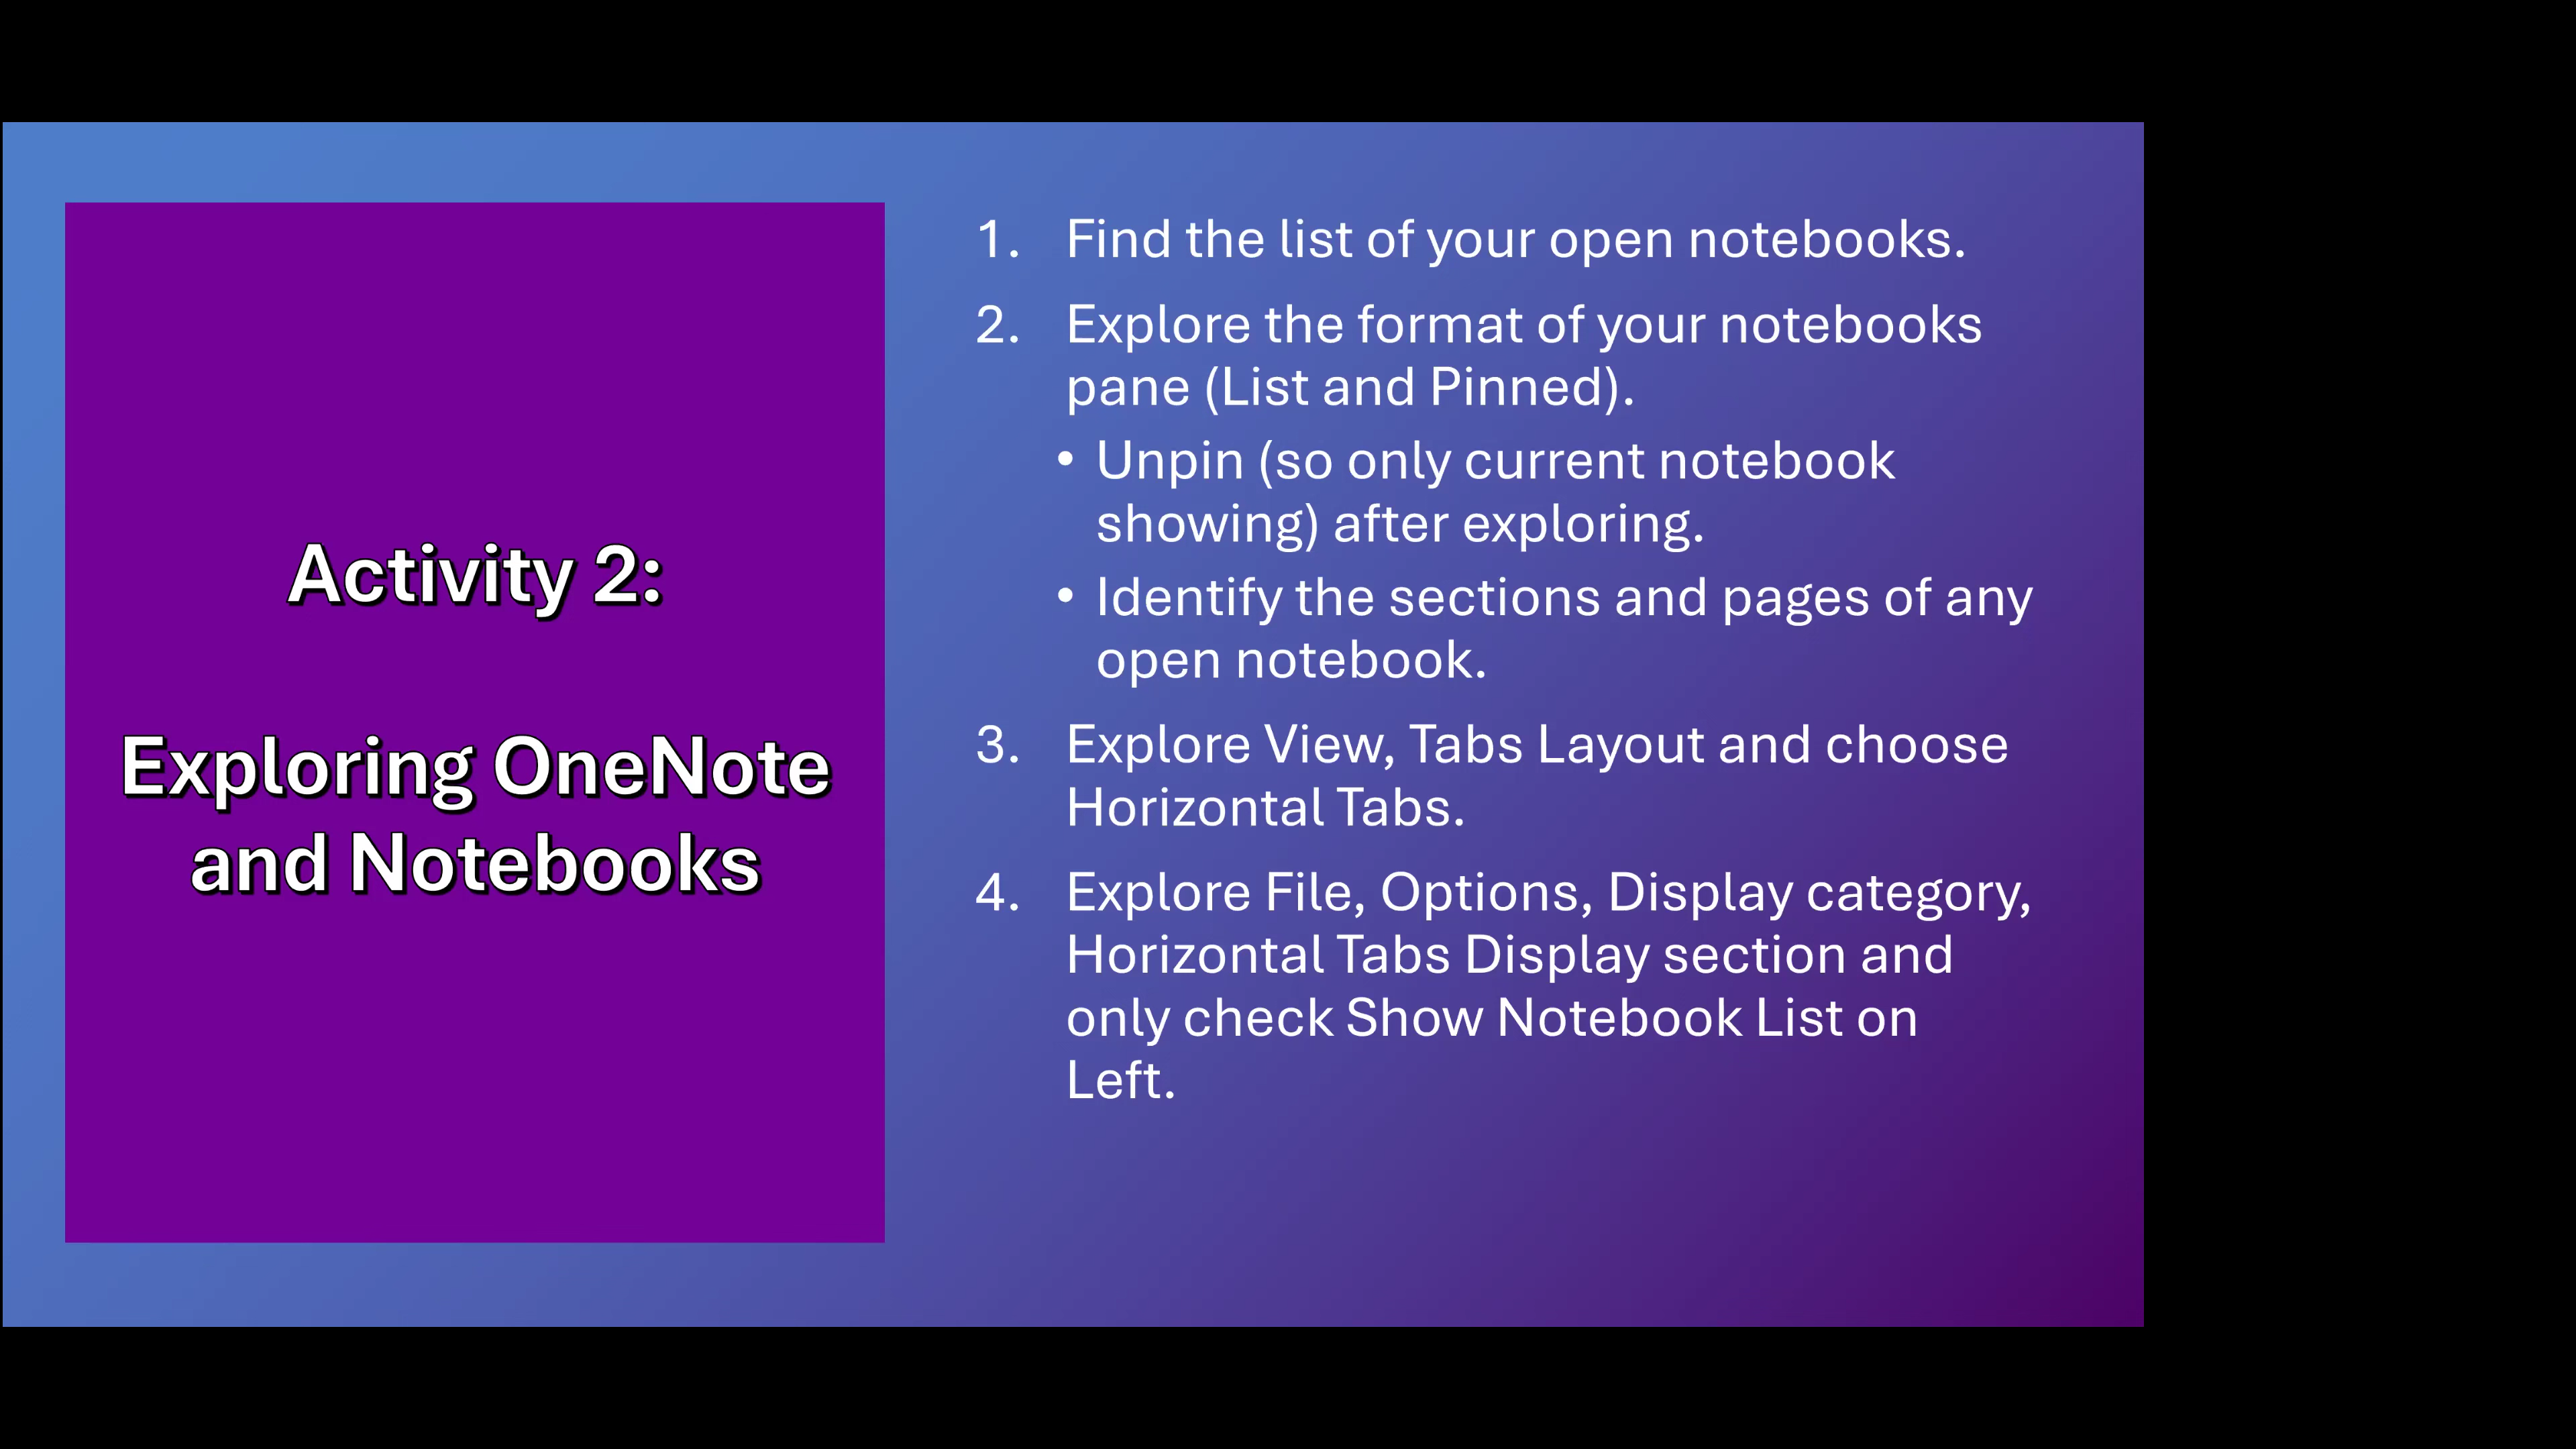 Activity 2:
Exploring OneNote
and Notebooks
1. Find the list of your open notebooks.
2. Explore the format of your notebooks
pane (List and Pinned).
• Unpin (so only current notebook
showing) after exploring.
• Identify the sections and pages of any
open notebook.
3. Explore View, Tabs Layout and choose
Horizontal Tabs.
4. Explore File, Options, Display category,
Horizontal Tabs Display section and
only check Show Notebook List on
Left.